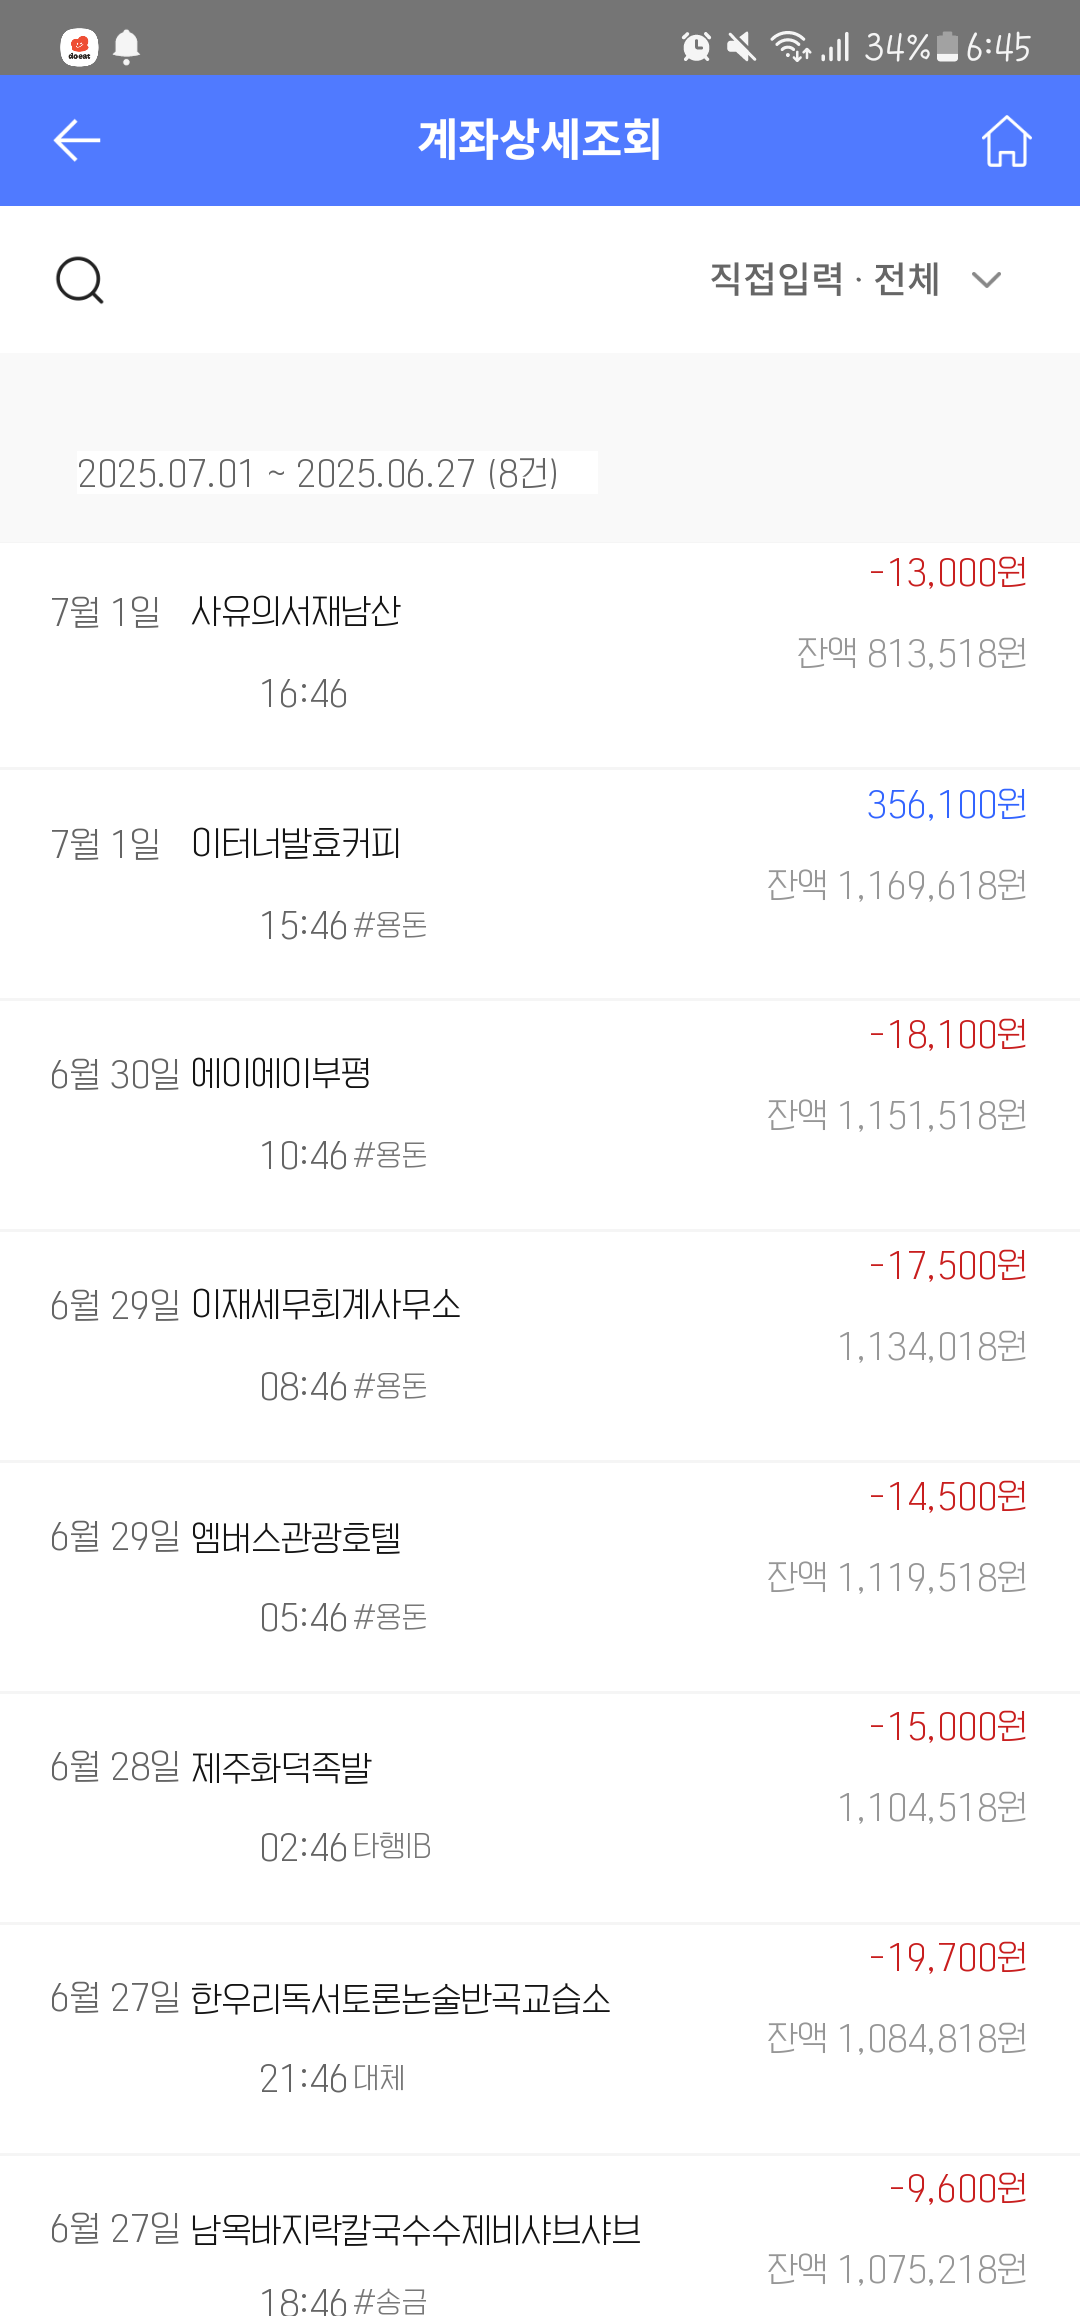 doeat
34% 6:45
계좌상세조회
직접입력 · 전체
2025.07.01 ~ 2025.06.27 (8건)
-13,000원
7월 1일 사유의서재남산
잔액 813,518원
16:46
356,100원
7월 1일 이터너발효커피
잔액 1,169,618원
15:46 #용돈
-18,100원
6월 30일 에이에이부평
잔액 1,151,518원
10:46 #용돈
-17,500원
6월 29일 이재세무회계사무소
1,134,018원
08:46 #용돈
-14,500원
6월 29일 엠버스관광호텔
잔액 1,119,518원
05:46 #용돈
-15,000원
6월 28일 제주화덕족발
1,104,518원
02:46 타행IB
-19,700원
6월 27일 한우리독서토론논술반곡교습소
잔액 1,084,818원
21:46 대체
-9,600원
6월 27일 남옥바지락칼국수수제비샤브샤브
잔액 1,075,218원
18:46 #송금